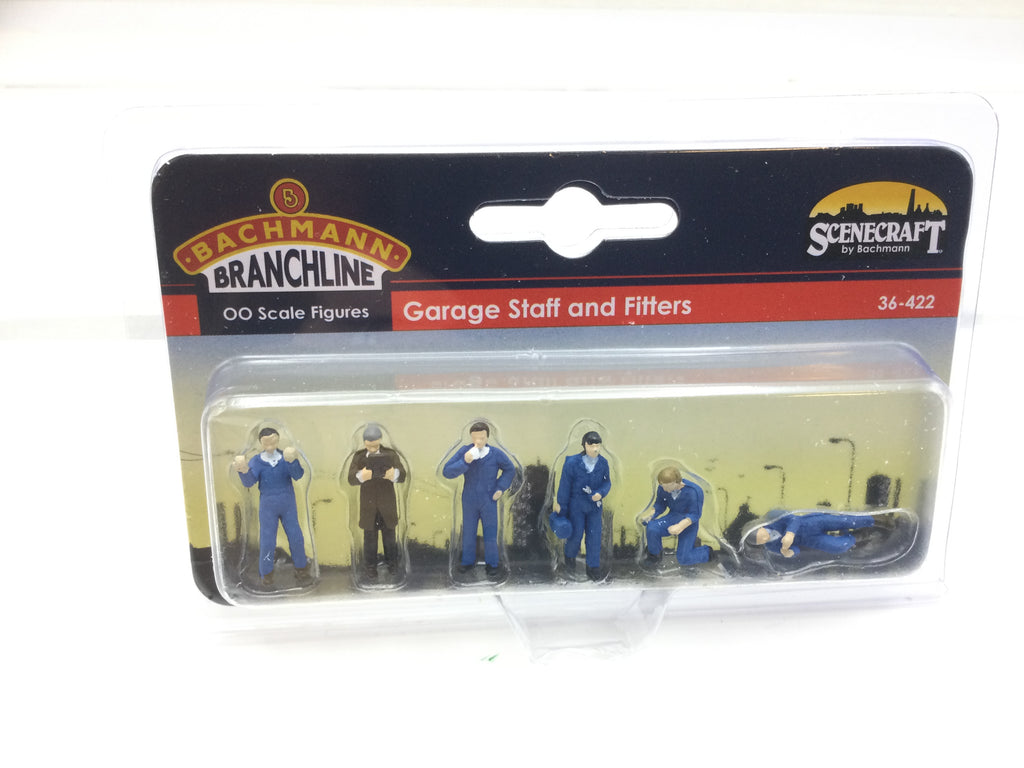 5
BACHMANN
BRANCHLINE
OO Scale Figures
Garage Staff and Fitters
36-422
SCENECRAFT
by Bachmann